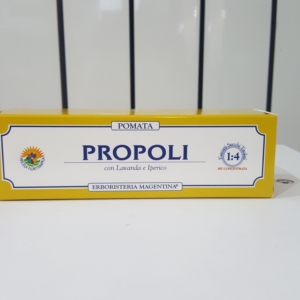 POMATA
PROPOLI
con Lavanda e Iperico
1:4
ERBORISTERIA MAGENTINA®